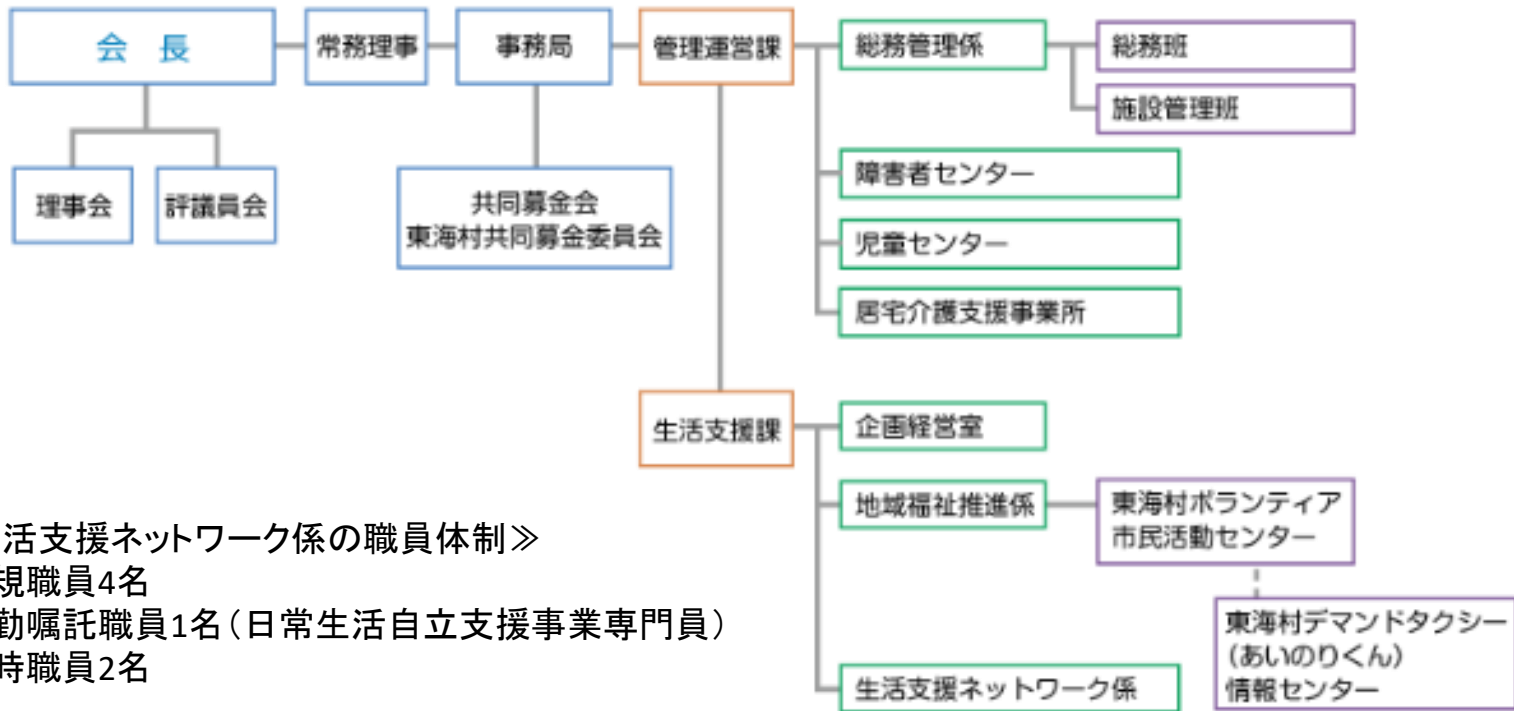 会 長
常務理事
事務局
管理運営課
総務管理係
総務班
施設管理班
理事会
評議員会
共同募金会
東海村共同募金委員会
障害者センター
児童センター
居宅介護支援事業所
生活支援課
企画経営室
地域福祉推進係
東海村ボランティア
市民活動センター
東海村デマンドタクシー
(あいのりくん)
情報センター
生活支援ネットワーク係
活支援ネットワーク係の職員体制≫
規職員4名
勤嘱託職員1名（日常生活自立支援事業専門員）
時職員2名